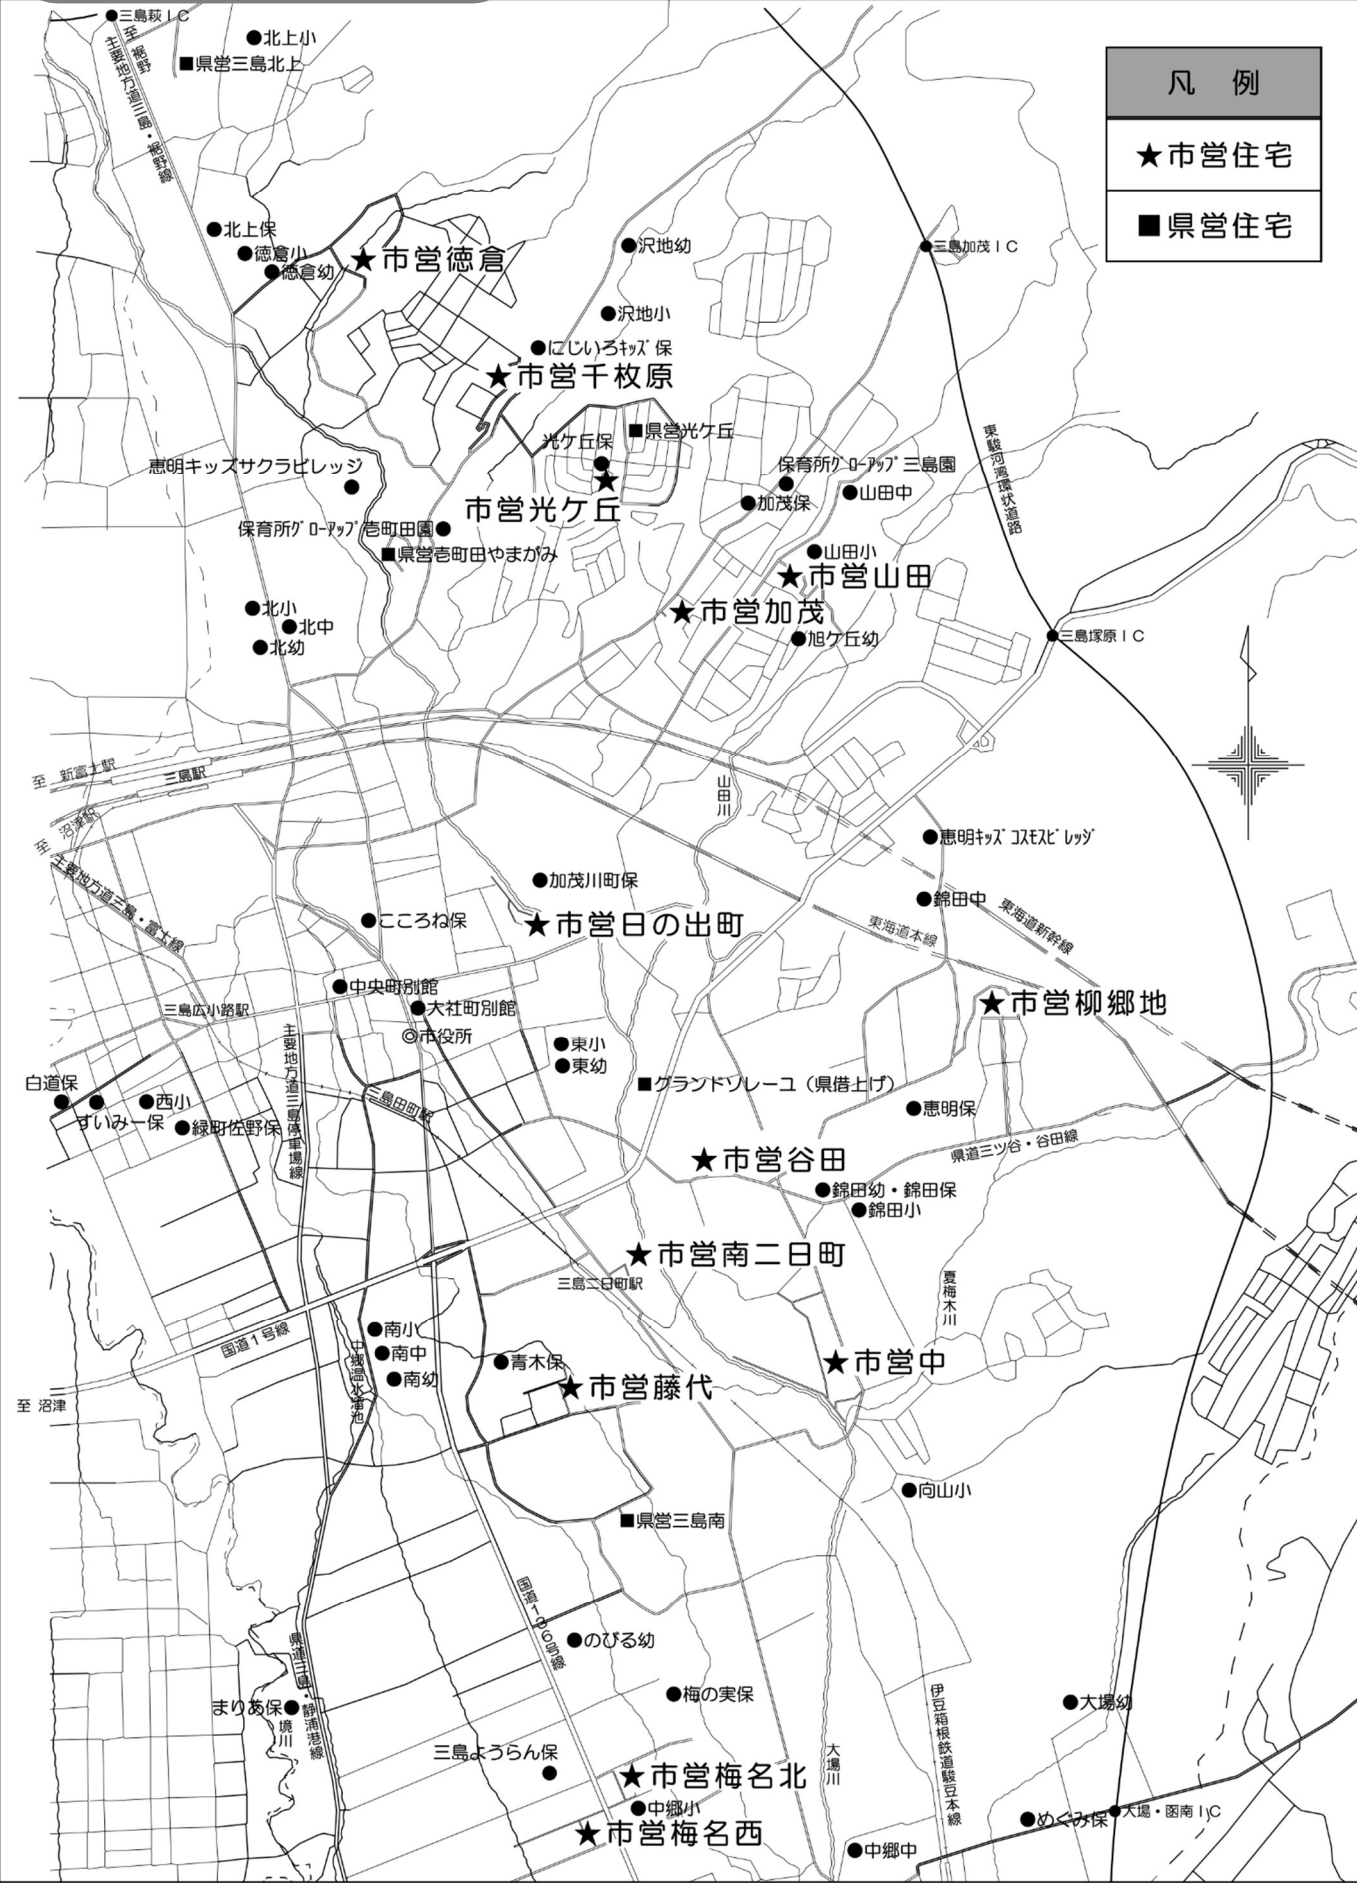 三島萩IC
至 裾野
主要地方道三島・裾野線
●北上小
■県営三島北上
凡 例
★市営住宅
■県営住宅
●北上保
●徳倉小
●徳倉幼
★市営徳倉
●沢地幼
●三島加茂IC
●沢地小
●にじいろｷｯｽﾞ保
★市営千枚原
■県営光ケ丘
光ケ丘保
東駿河湾環状道路
恵明キッズサクラビレッジ
保育所ｸﾞﾛｰｱｯﾌﾟ三島園
●加茂保
●山田中
市営光ケ丘
保育所ｸﾞﾛｰｱｯﾌﾟ壱町田園
■県営壱町田やまがみ
●山田小
★市営山田
●北小
★市営加茂
●北中
●旭ケ丘幼
●三島塚原IC
●北幼
至 新富士駅
三島駅
山田川
至 沼津駅
●恵明ｷｯｽﾞｺｽﾓｽﾋﾞﾚｯｼﾞ
主要地方道三島・富士線
●加茂川町保
●錦田中
●こころね保
★市営日の出町
東海道本線
東海道新幹線
●中央町別館
★市営柳郷地
三島広小路駅
●大社町別館
◎市役所
主要地方道三島停車場線
●東小
●東幼
白道保
■グランドソレーユ（県借上げ）
すいみー保
●西小
三島田町駅
●恵明保
●緑町佐野保
県道三ツ谷・谷田線
★市営谷田
●錦田幼・錦田保
●錦田小
★市営南二日町
三島二日町駅
夏梅木川
国道1号線
●南小
中郷温水溜池
●南中
●青木保
★市営中
●南幼
★市営藤代
至 沼津
●向山小
■県営三島南
国道136号線
県道三島・静浦港線
●のびる幼
●梅の実保
伊豆箱根鉄道駿豆本線
●大場幼
まりあ保●
境川
三島ようらん保
大場川
★市営梅名北
●中郷小
●めぐみ保
●大場・函南IC
★市営梅名西
●中郷中